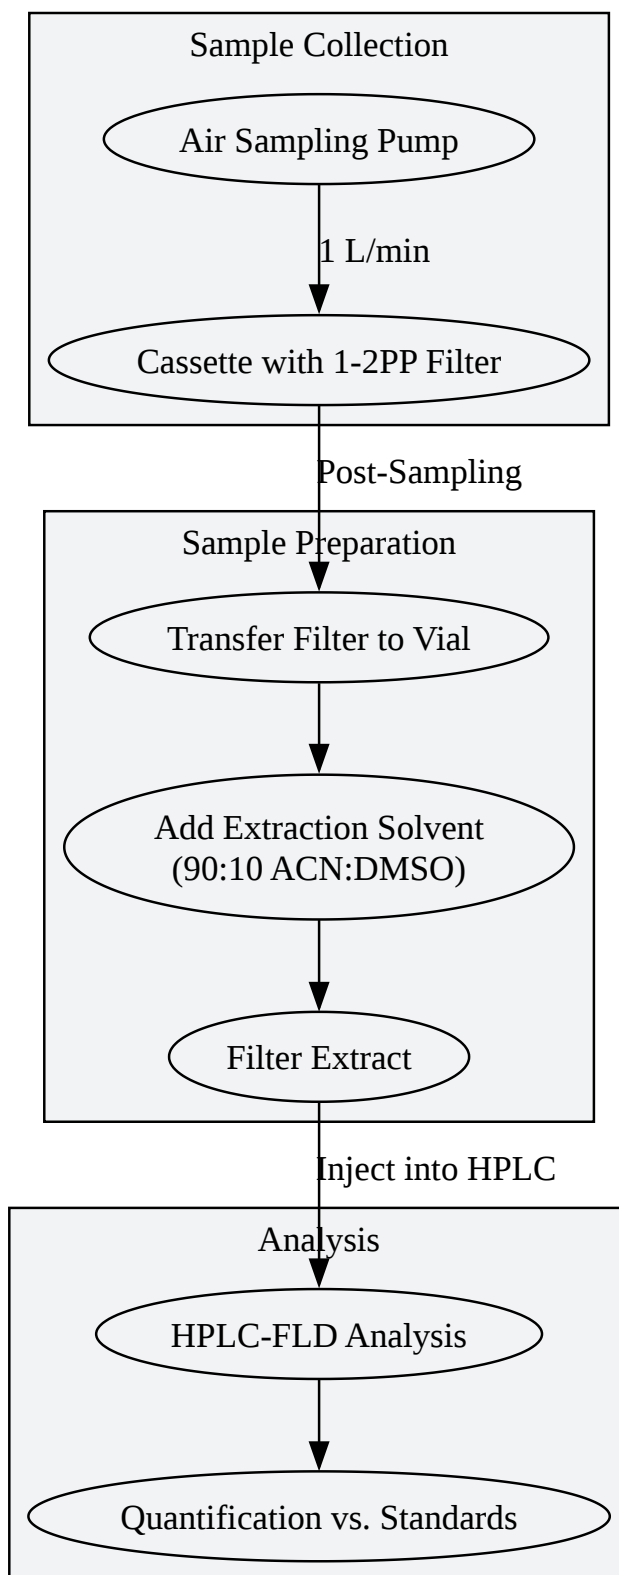 Sample Collection
Air Sampling Pump
1 L/min
Cassette with 1-2PP Filter
Post-Sampling
Sample Preparation
Transfer Filter to Vial
Add Extraction Solvent
(90:10 ACN:DMSO)
Filter Extract
Inject into HPLC
Analysis
HPLC-FLD Analysis
Quantification vs. Standards